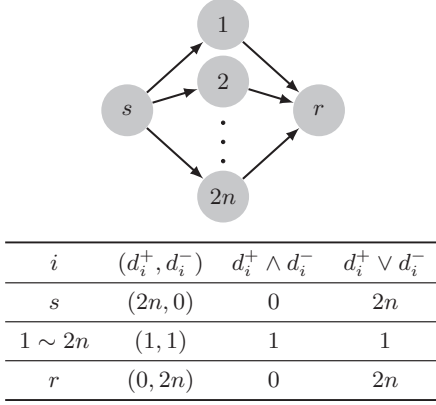 1
s
2
r
2n
i (d_i^+, d_i^-) d_i^+ ∧ d_i^- d_i^+ ∨ d_i^-
s (2n, 0) 0 2n
1 ∼ 2n (1, 1) 1 1
r (0, 2n) 0 2n